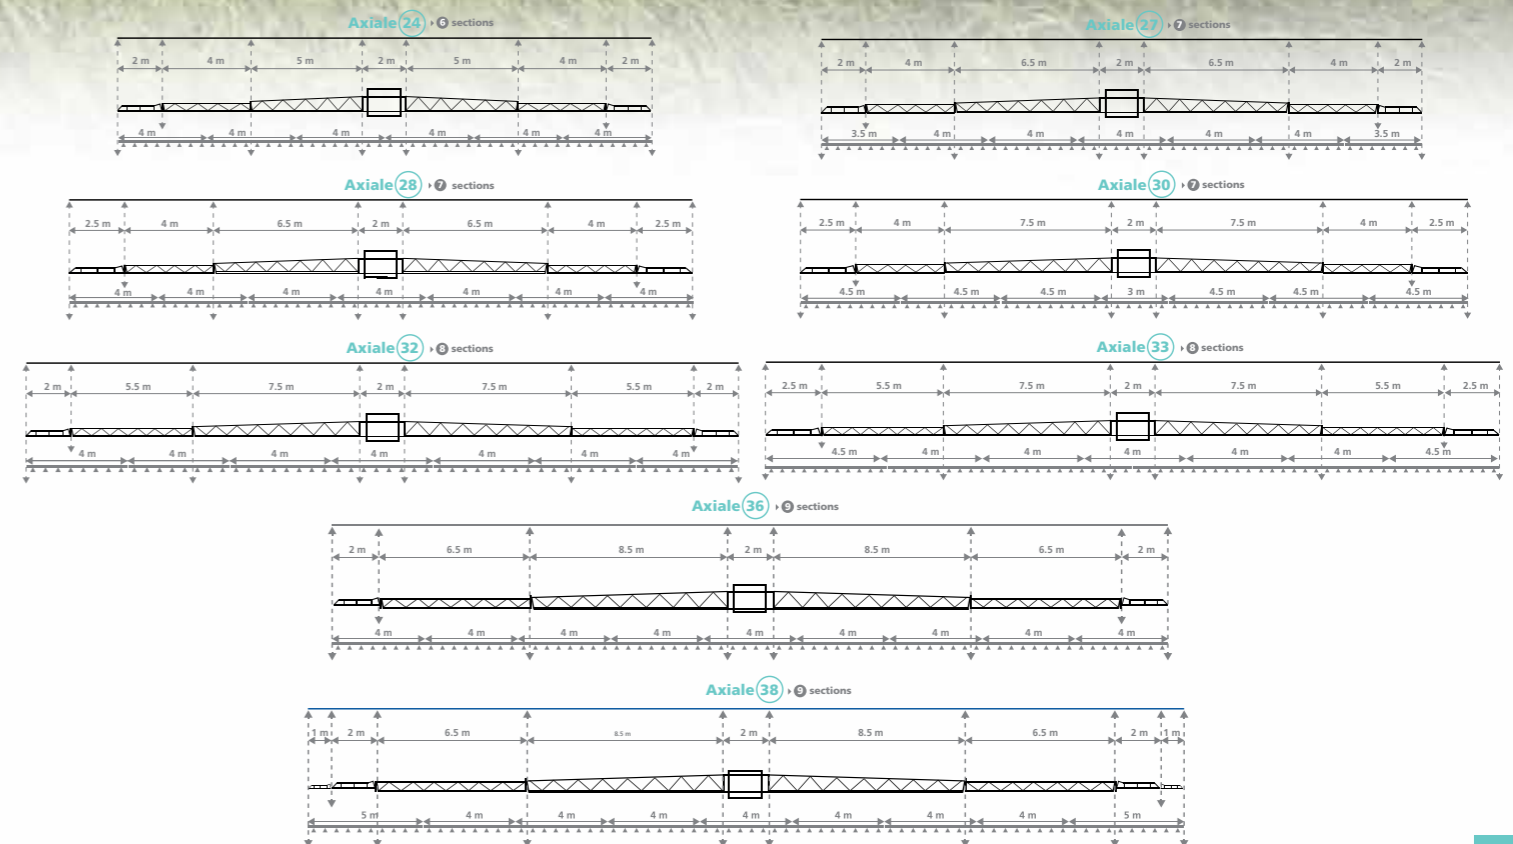 Axiale 24 6 sections
2 m 4 m 5 m 2 m 5 m 4 m 2 m
4 m 4 m 4 m 4 m 4 m 4 m
Axiale 27 7 sections
2 m 4 m 6.5 m 2 m 6.5 m 4 m 2 m
3.5 m 4 m 4 m 4 m 4 m 4 m 3.5 m
Axiale 28 7 sections
2.5 m 4 m 6.5 m 2 m 6.5 m 4 m 2.5 m
4 m 4 m 4 m 4 m 4 m 4 m 4 m
Axiale 30 7 sections
2.5 m 4 m 7.5 m 2 m 7.5 m 4 m 2.5 m
4.5 m 4.5 m 4.5 m 3 m 4.5 m 4.5 m 4.5 m
Axiale 32 8 sections
2 m 5.5 m 7.5 m 2 m 7.5 m 5.5 m 2 m
4 m 4 m 4 m 4 m 4 m 4 m 4 m
Axiale 33 8 sections
2.5 m 5.5 m 7.5 m 2 m 7.5 m 5.5 m 2.5 m
4.5 m 4 m 4 m 4 m 4 m 4 m 4.5 m
Axiale 36 9 sections
2 m 6.5 m 8.5 m 2 m 8.5 m 6.5 m 2 m
4 m 4 m 4 m 4 m 4 m 4 m 4 m 4 m 4 m
Axiale 38 9 sections
1 m 2 m 6.5 m 8.5 m 2 m 8.5 m 6.5 m 2 m 1 m
5 m 4 m 4 m 4 m 4 m 4 m 4 m 4 m 5 m